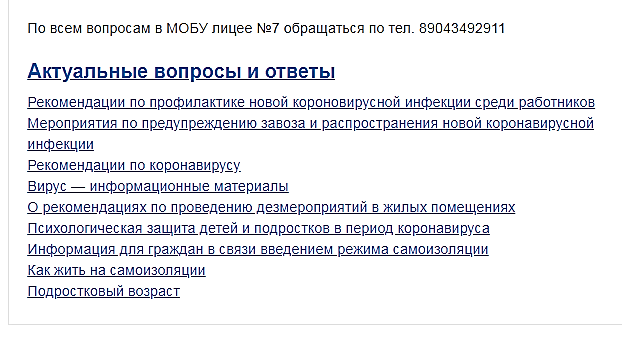 По всем вопросам в МОБУ лицее №7 обращаться по тел. 89043492911
Актуальные вопросы и ответы
Рекомендации по профилактике новой короновирусной инфекции среди работников
Мероприятия по предупреждению завоза и распространения новой коронавирусной
инфекции
Рекомендации по коронавирусу
Вирус — информационные материалы
О рекомендациях по проведению дезмероприятий в жилых помещениях
Психологическая защита детей и подростков в период коронавируса
Информация для граждан в связи введением режима самоизоляции
Как жить на самоизоляции
Подростковый возраст